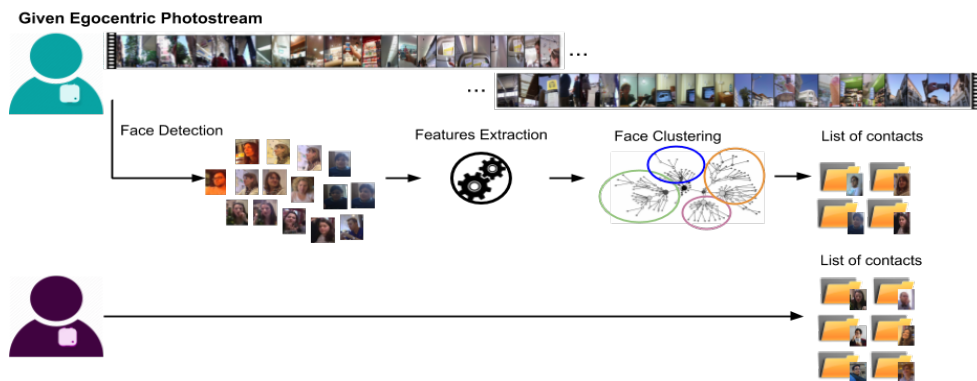 Given Egocentric Photostream
...
...
Face Detection
Features Extraction
Face Clustering
List of contacts
List of contacts